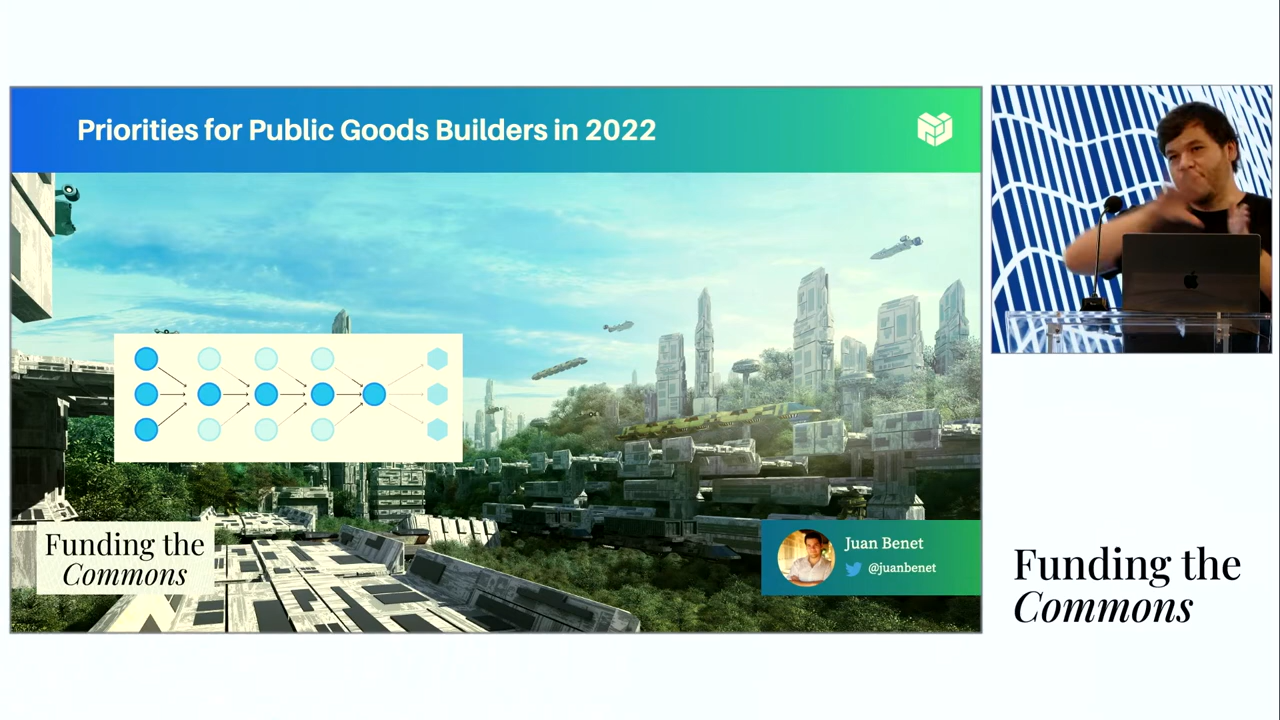 Priorities for Public Goods Builders in 2022
Funding the
Commons
Juan Benet
@juanbenet
Funding the
Commons